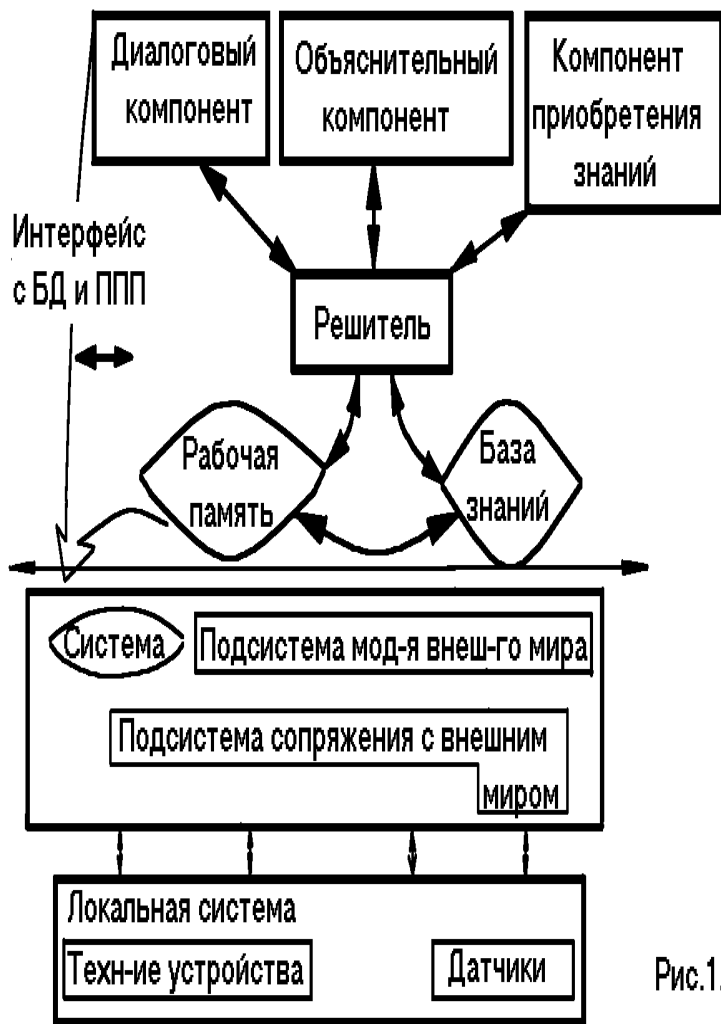 Диалоговый
компонент
Объяснительный
компонент
Компонент
приобретения
знаний
Интерфейс
с БД и ППП
Решитель
Рабочая
память
База
знаний
Система
Подсистема мод-я внеш-го мира
Подсистема сопряжения с внешним
миром
Локальная система
Техн-ие устройства
Датчики
Рис.1.